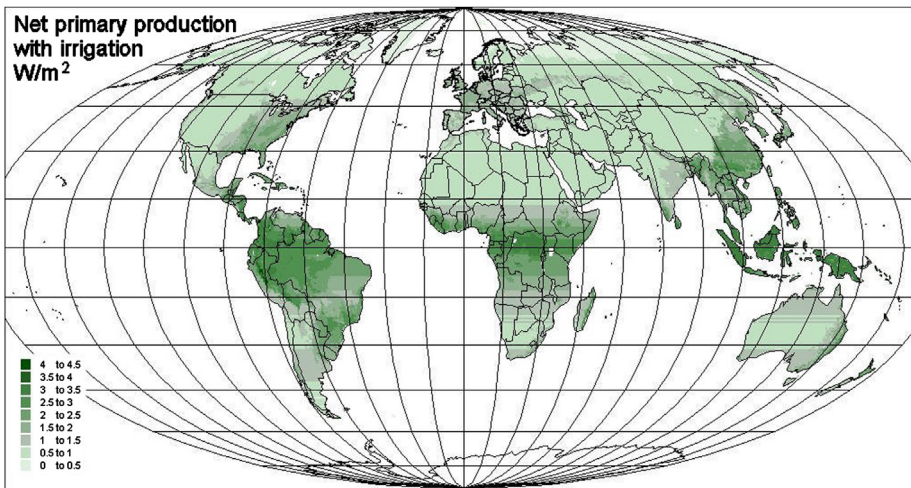 Net primary production
with irrigation
W/m²
4 to 4.5
3.5 to 4
3 to 3.5
2.5 to 3
2 to 2.5
1.5 to 2
1 to 1.5
0.5 to 1
0 to 0.5